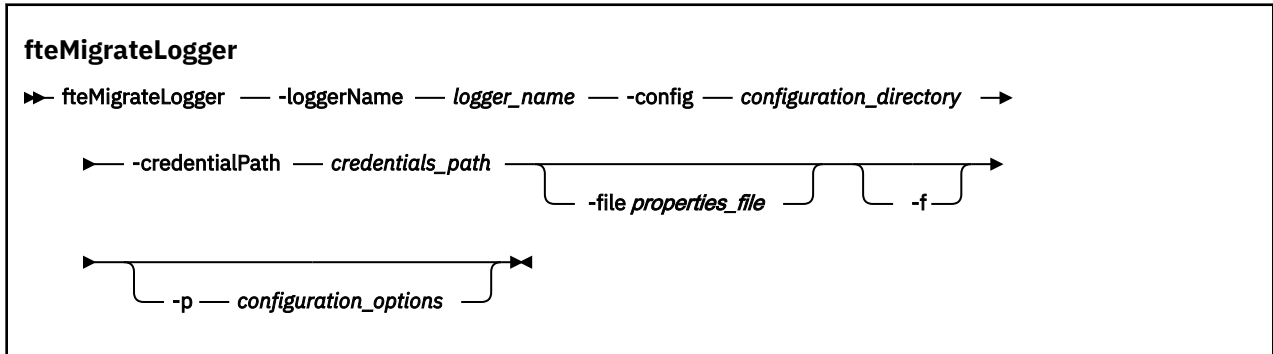 fteMigrateLogger
fteMigrateLogger -loggerName logger_name -config configuration_directory
-credentialPath credentials_path
-file properties_file -f
-p configuration_options